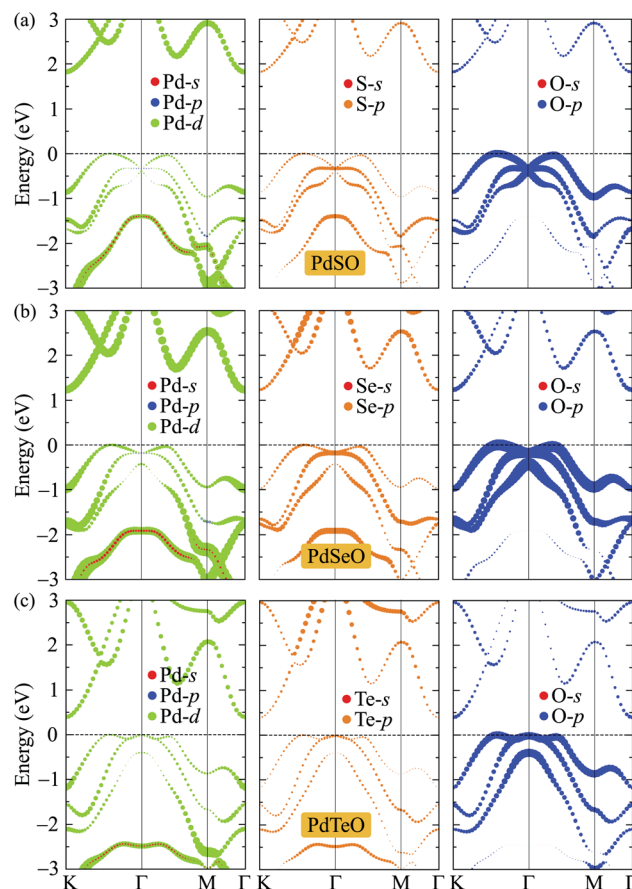 (a)
3
2
1
0
−1
−2
−3
Energy (eV)
Pd-s
Pd-p
Pd-d
S-s
S-p
PdSO
O-s
O-p
(b)
3
2
1
0
−1
−2
−3
Energy (eV)
Pd-s
Pd-p
Pd-d
Se-s
Se-p
PdSeO
O-s
O-p
(c)
3
2
1
0
−1
−2
−3
Energy (eV)
Pd-s
Pd-p
Pd-d
Te-s
Te-p
PdTeO
O-s
O-p
K Γ M Γ K Γ M Γ K Γ M Γ